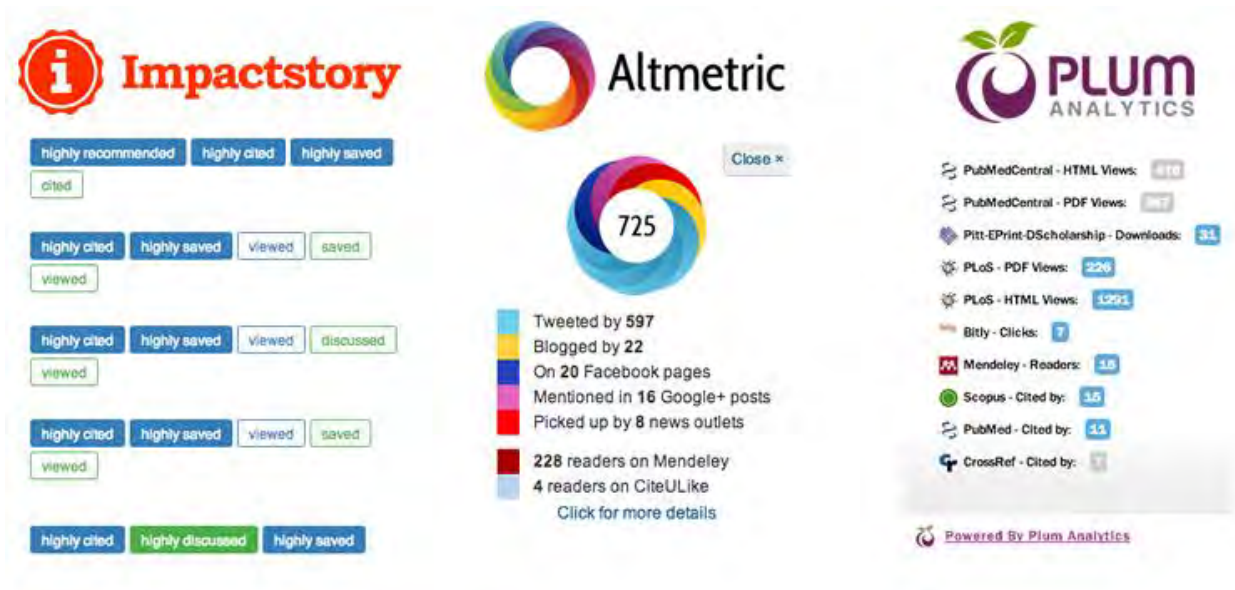 Impactstory
highly recommended highly cited highly saved
cited
highly cited highly saved viewed saved
viewed
highly cited highly saved viewed discussed
viewed
highly cited highly saved viewed saved
viewed
highly cited highly discussed highly saved
Altmetric
Close ×
725
Tweeted by 597
Blogged by 22
On 20 Facebook pages
Mentioned in 16 Google+ posts
Picked up by 8 news outlets
228 readers on Mendeley
4 readers on CiteULike
Click for more details
PLUM
ANALYTICS
PubMedCentral - HTML Views:
PubMedCentral - PDF Views:
Pitt-EPrint-DScholarship - Downloads: 31
PLoS - PDF Views: 226
PLoS - HTML Views: 1291
Bitly - Clicks: 7
Mendeley - Readers: 15
Scopus - Cited by: 15
PubMed - Cited by: 11
CrossRef - Cited by:
Powered By Plum Analytics